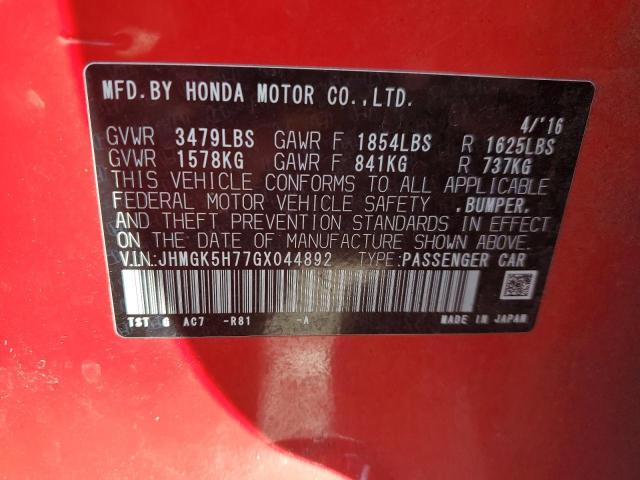 MFD.BY HONDA MOTOR CO.,LTD.
4/'16
GVWR 3479LBS GAWR F 1854LBS R 1625LBS
GVWR 1578KG GAWR F 841KG R 737KG
THIS VEHICLE CONFORMS TO ALL APPLICABLE
FEDERAL MOTOR VEHICLE SAFETY ,BUMPER,
AND THEFT PREVENTION STANDARDS IN EFFECT
ON THE DATE OF MANUFACTURE SHOWN ABOVE.
V.I.N:JHMGK5H77GX044892 TYPE:PASSENGER CAR
TST 6 AC7 -R81 -A MADE IN JAPAN